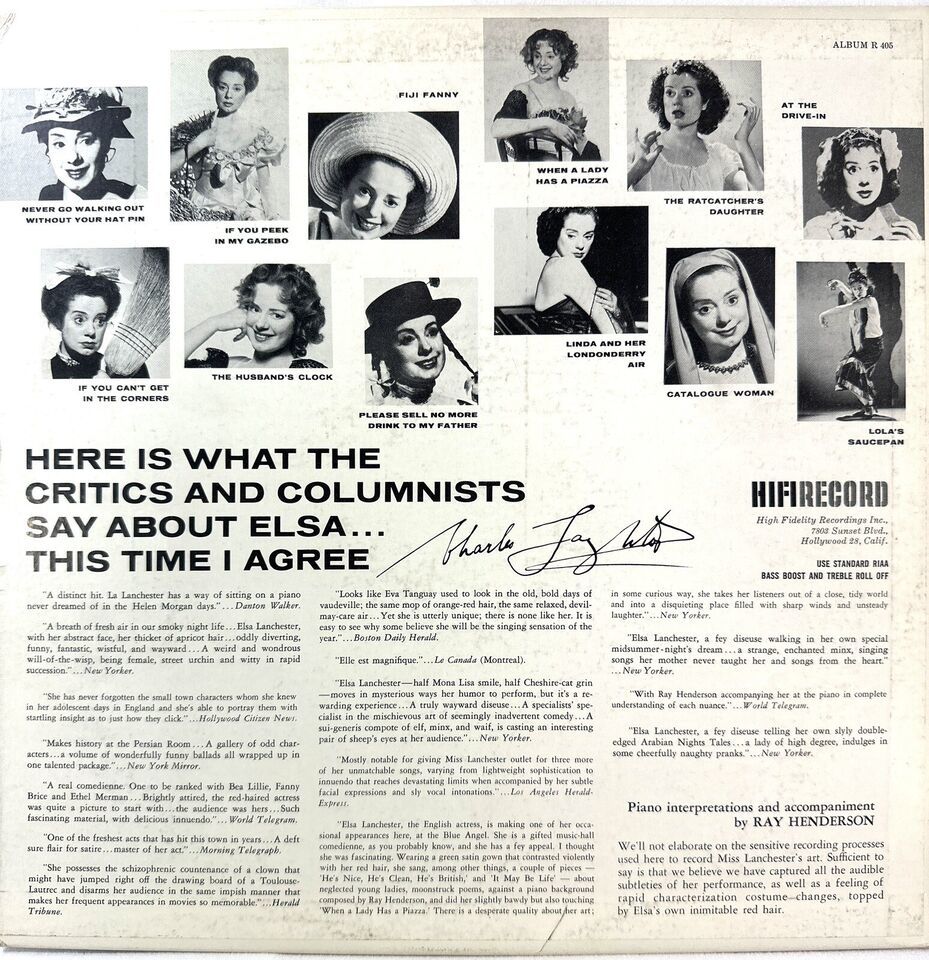 ALBUM R 405
FIJI FANNY
AT THE
DRIVE-IN
WHEN A LADY
HAS A PIAZZA
THE RATCATCHER'S
DAUGHTER
NEVER GO WALKING OUT
WITHOUT YOUR HAT PIN
IF YOU PEEK
IN MY GAZEBO
LINDA AND HER
LONDONDERRY
AIR
THE HUSBAND'S CLOCK
IF YOU CAN'T GET
IN THE CORNERS
CATALOGUE WOMAN
PLEASE SELL NO MORE
DRINK TO MY FATHER
LOLA'S
SAUCEPAN
HERE IS WHAT THE
CRITICS AND COLUMNISTS
SAY ABOUT ELSA...
THIS TIME I AGREE
Charles Laughton
HIFIRECORD
High Fidelity Recordings Inc.,
7803 Sunset Blvd.,
Hollywood 28, Calif.
USE STANDARD RIAA
BASS BOOST AND TREBLE ROLL OFF
"A distinct hit. La Lanchester has a way of sitting on a piano
never dreamed of in the Helen Morgan days."...Danton Walker.
"A breath of fresh air in our smoky night life...Elsa Lanchester,
with her abstract face, her thicket of apricot hair...oddly diverting,
funny, fantastic, wistful, and wayward...A weird and wondrous
will-of-the-wisp, being female, street urchin and witty in rapid
succession."...New Yorker.
"She has never forgotten the small town characters whom she knew
in her adolescent days in England and she's able to portray them with
startling insight as to just how they click."...Hollywood Citizen News.
"Makes history at the Persian Room...A gallery of odd char-
acters...a volume of wonderfully funny ballads all wrapped up in
one talented package."...New York Mirror.
"A real comedienne. One to be ranked with Bea Lillie, Fanny
Brice and Ethel Merman...Brightly attired, the red-haired actress
was quite a picture to start with...the audience was hers...Such
fascinating material, with delicious innuendo."...World Telegram.
"One of the freshest acts that has hit this town in years...A deft
sure flair for satire...master of her act."...Morning Telegraph.
"She possesses the schizophrenic countenance of a clown that
might have jumped right off the drawing board of a Toulouse-
Lautrec and disarms her audience in the same impish manner that
makes her frequent appearances in movies so memorable."...Herald
Tribune.
"Looks like Eva Tanguay used to look in the old, bold days of
vaudeville; the same mop of orange-red hair, the same relaxed, devil-
may-care air...Yet she is utterly unique; there is none like her. It is
easy to see why some believe she will be the singing sensation of the
year."...Boston Daily Herald.
"Elle est magnifique."...Le Canada (Montreal).
"Elsa Lanchester—half Mona Lisa smile, half Cheshire-cat grin
—moves in mysterious ways her humor to perform, but it's a re-
warding experience...A truly wayward disease...A specialists' spe-
cialist in the mischievous art of seemingly inadvertent comedy...A
sui-generis compote of elf, minx, and waif, is casting an interesting
pair of sheep's eyes at her audience."...New Yorker.
"Mostly notable for giving Miss Lanchester outlet for three more
of her unmatchable songs, varying from lightweight sophistication to
innuendo that reaches devastating limits when accompanied by her subtle
facial expressions and sly vocal intonations."...Los Angeles Herald-
Express.
"Elsa Lanchester, the English actress, is making one of her occa-
sional appearances here, at the Blue Angel. She is a gifted music-hall
comedienne, as you probably know, and she has a fey appeal. I thought
she was fascinating. Wearing a green satin gown that contrasted violently
with her red hair, she sang, among other things, a couple of pieces —
'He's Nice, He's Clean, He's British,' and 'It May Be Life' — about
neglected young ladies, moonstruck poems, against a piano background
composed by Ray Henderson, and did her slightly bawdy but also touching
'When a Lady Has a Piazza.' There is a desperate quality about her art;
in some curious way, she takes her listeners out of a close, tidy world
and into a disquieting place filled with sharp winds and unsteady
laughter."...New Yorker.
"Elsa Lanchester, a fey disease walking in her own special
midsummer-night's dream...a strange, enchanted minx, singing
songs her mother never taught her and songs from the heart."
...New Yorker.
"With Ray Henderson accompanying her at the piano in complete
understanding of each nuance."...World Telegram.
"Elsa Lanchester, a fey disease telling her own slyly double-
edged Arabian Nights Tales...a lady of high degree, indulges in
some cheerfully naughty pranks."...New Yorker.
Piano interpretations and accompaniment
by RAY HENDERSON
We'll not elaborate on the sensitive recording processes
used here to record Miss Lanchester's art. Sufficient to
say is that we believe we have captured all the audible
subtleties of her performance, as well as a feeling of
rapid characterization costume—changes, topped
by Elsa's own inimitable red hair.